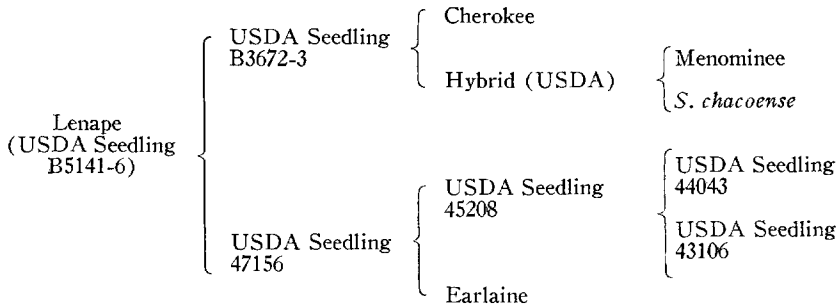 Lenape
(USDA Seedling
B5141-6)
USDA Seedling
B3672-3
Cherokee
Hybrid (USDA)
Menominee
S. chacoense
USDA Seedling
47156
USDA Seedling
45208
USDA Seedling
44043
USDA Seedling
43106
Earlaine